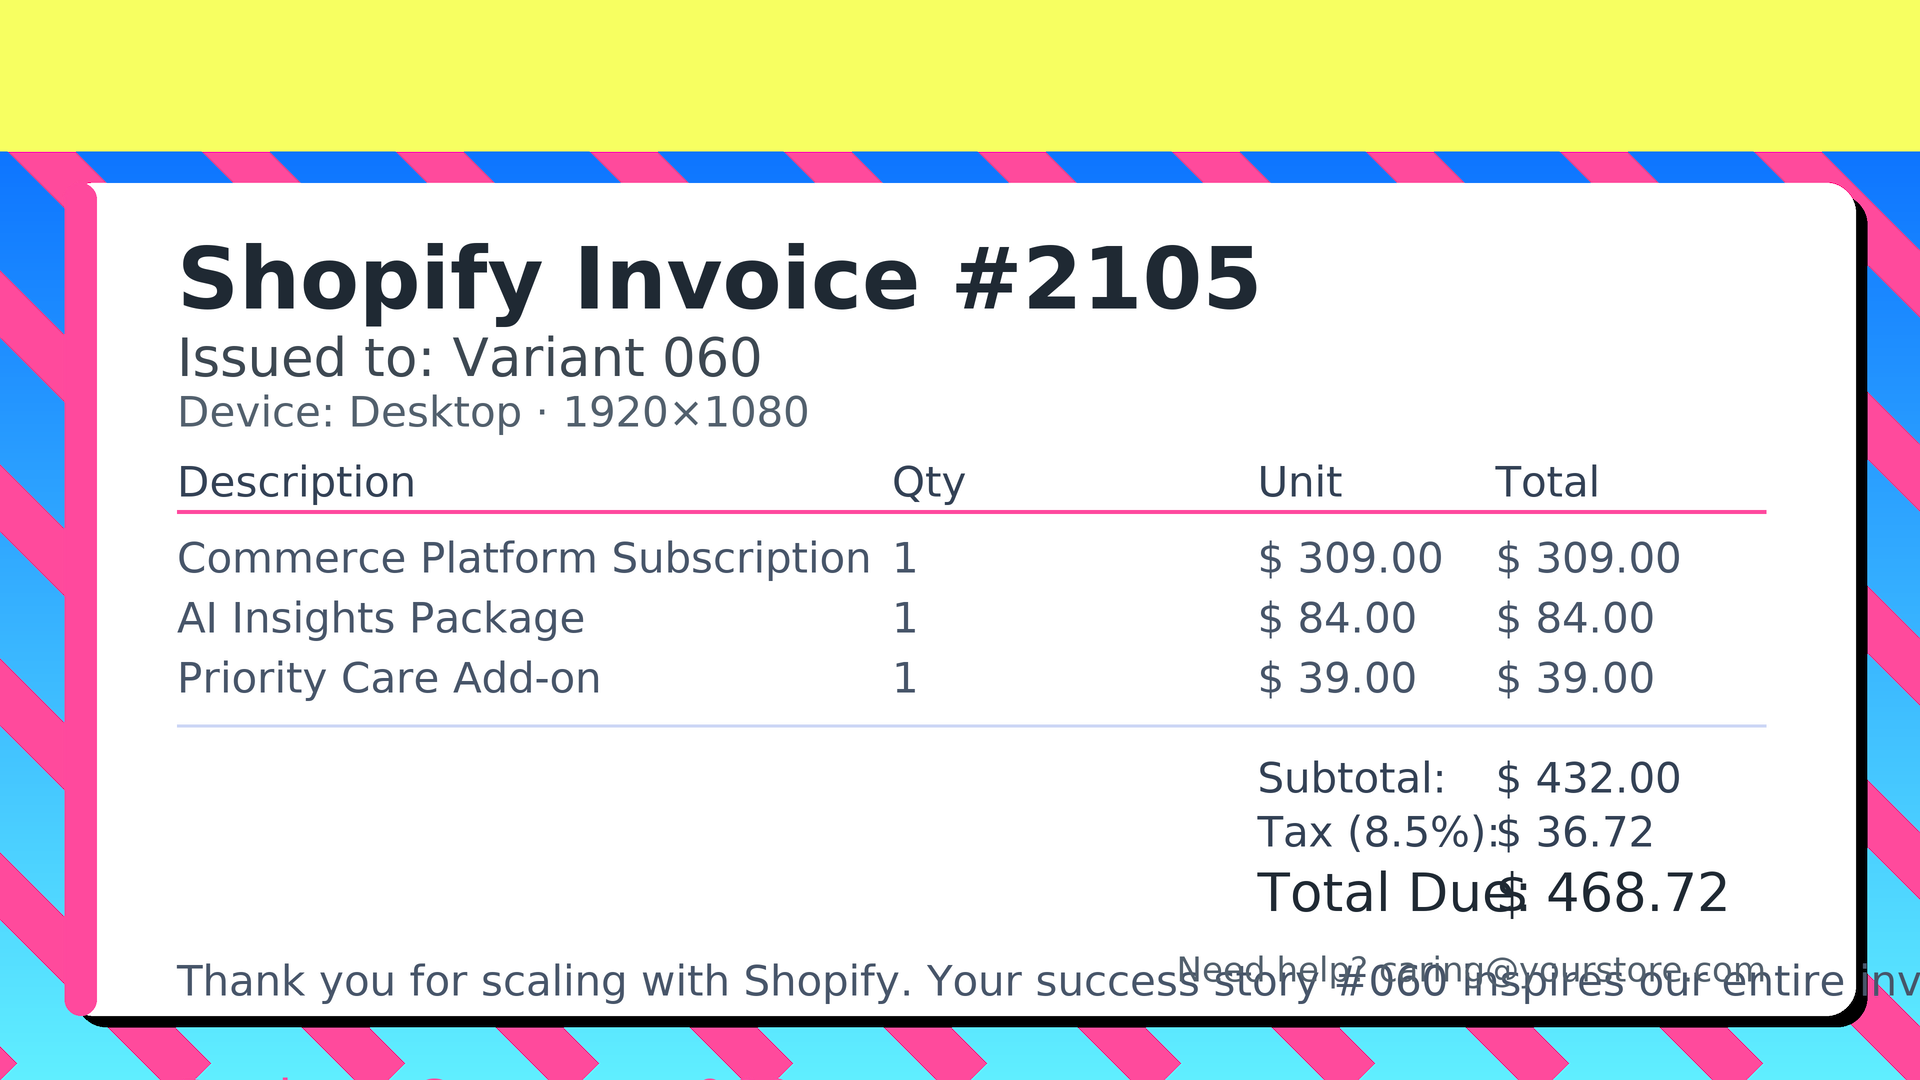 Shopify Invoice #2105
Issued to: Variant 060
Device: Desktop · 1920×1080
Description Qty Unit Total
Commerce Platform Subscription 1 $ 309.00 $ 309.00
AI Insights Package 1 $ 84.00 $ 84.00
Priority Care Add-on 1 $ 39.00 $ 39.00
Subtotal: $ 432.00
Tax (8.5%): $ 36.72
Total Due: $ 468.72
Need help? caring@yourstore.com
Thank you for scaling with Shopify. Your success story #060 inspires our entire